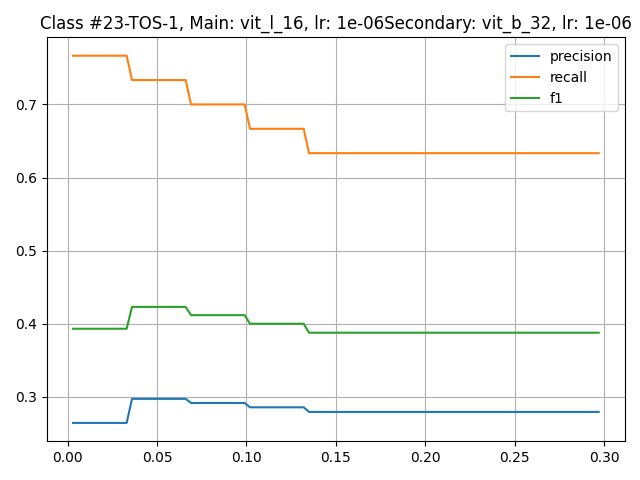 Class #23-TOS-1, Main: vit_l_16, lr: 1e-06Secondary: vit_b_32, lr: 1e-06
precision
recall
f1
0.7
0.6
0.5
0.4
0.3
0.00 0.05 0.10 0.15 0.20 0.25 0.30